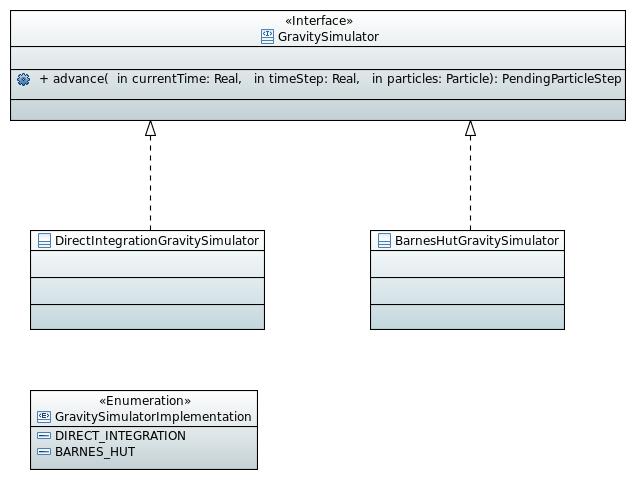 «Interface»
GravitySimulator
+ advance(  in currentTime: Real,   in timeStep: Real,   in particles: Particle): PendingParticleStep
DirectIntegrationGravitySimulator
BarnesHutGravitySimulator
«Enumeration»
GravitySimulatorImplementation
DIRECT_INTEGRATION
BARNES_HUT